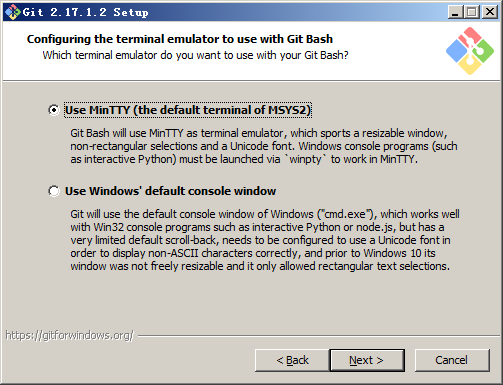 Git 2.17.1.2 Setup
Configuring the terminal emulator to use with Git Bash
Which terminal emulator do you want to use with your Git Bash?
Use MinTTY (the default terminal of MSYS2)
Git Bash will use MinTTY as terminal emulator, which sports a resizable window,
non-rectangular selections and a Unicode font. Windows console programs (such
as interactive Python) must be launched via `winpty` to work in MinTTY.
Use Windows' default console window
Git will use the default console window of Windows ("cmd.exe"), which works well
with Win32 console programs such as interactive Python or node.js, but has a
very limited default scroll-back, needs to be configured to use a Unicode font in
order to display non-ASCII characters correctly, and prior to Windows 10 its
window was not freely resizable and it only allowed rectangular text selections.
https://gitforwindows.org/
< Back
Next >
Cancel